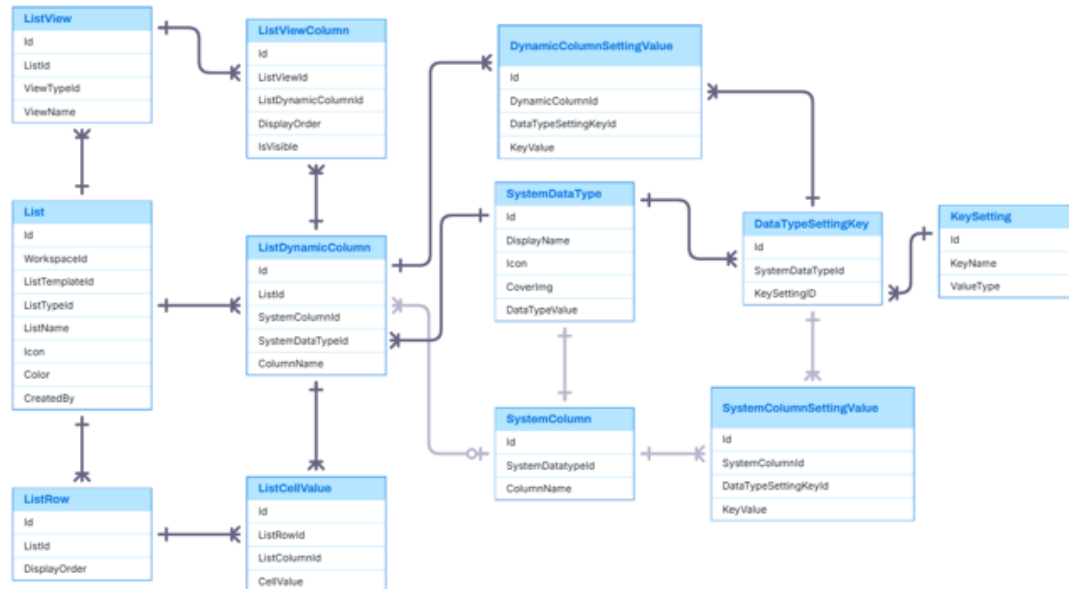 ListView
Id
ListId
ViewTypeId
ViewName
ListViewColumn
Id
ListViewId
ListDynamicColumnId
DisplayOrder
IsVisible
DynamicColumnSettingValue
Id
DynamicColumnId
DataTypeSettingKeyId
KeyValue
List
Id
WorkspaceId
ListTemplateId
ListTypeId
ListName
Icon
Color
CreatedBy
ListDynamicColumn
Id
ListId
SystemColumnId
SystemDataTypeId
ColumnName
SystemDataType
Id
DisplayName
Icon
CoverImg
DataTypeValue
DataTypeSettingKey
Id
SystemDataTypeId
KeySettingID
KeySetting
Id
KeyName
ValueType
SystemColumn
Id
SystemDatatypeId
ColumnName
SystemColumnSettingValue
Id
SystemColumnId
DataTypeSettingKeyId
KeyValue
ListRow
Id
ListId
DisplayOrder
ListCellValue
Id
ListRowId
ListColumnId
CellValue